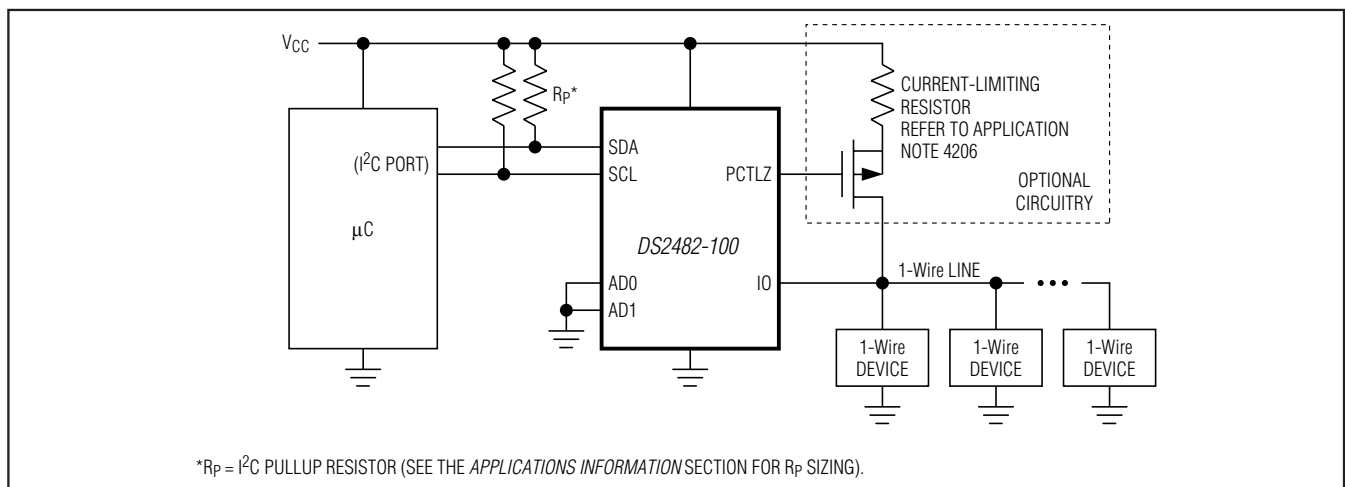 VCC
RP*
CURRENT-LIMITING
RESISTOR
REFER TO APPLICATION
NOTE 4206
OPTIONAL
CIRCUITRY
(I2C PORT)
µC
SDA
SCL
PCTLZ
DS2482-100
AD0
AD1
IO
1-Wire LINE
1-Wire
DEVICE
1-Wire
DEVICE
1-Wire
DEVICE
*RP = I2C PULLUP RESISTOR (SEE THE APPLICATIONS INFORMATION SECTION FOR RP SIZING).